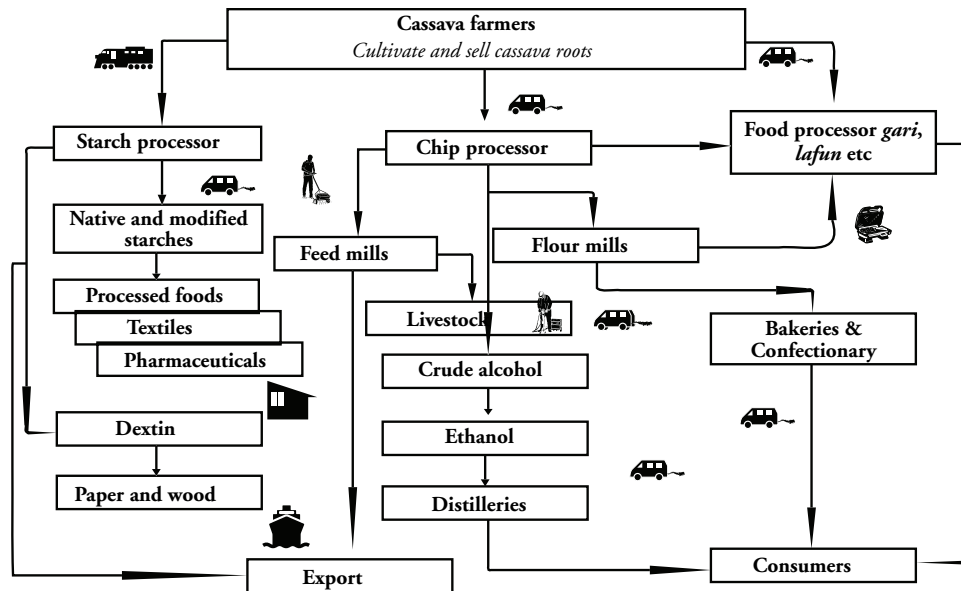 Cassava farmers
Cultivate and sell cassava roots
Starch processor
Chip processor
Food processor gari,
lafun etc
Native and modified
starches
Feed mills
Flour mills
Processed foods
Textiles
Pharmaceuticals
Livestock
Bakeries &
Confectionary
Crude alcohol
Dextin
Ethanol
Paper and wood
Distilleries
Export
Consumers